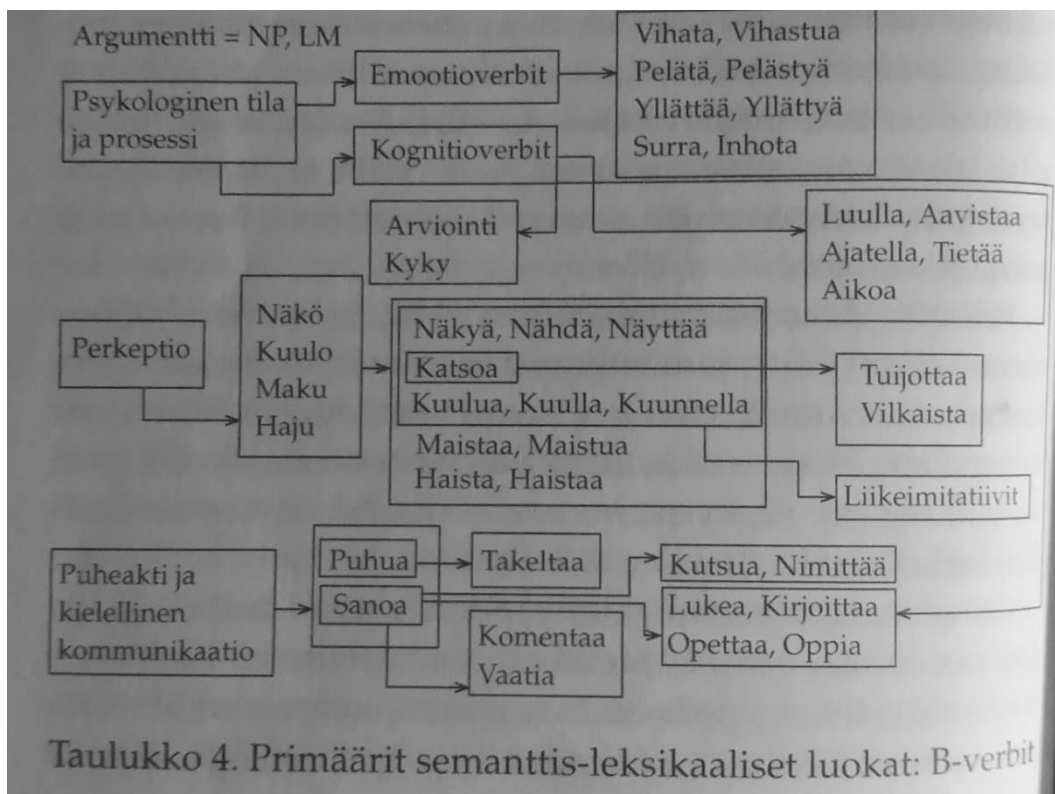 Argumentti = NP, LM
Psykologinen tila
ja prosessi
Emootioverbit
Kognitioverbit
Vihata, Vihastua
Pelätä, Pelästyä
Yllättää, Yllättyä
Surra, Inhota
Arviointi
Kyky
Luulla, Aavistaa
Ajatella, Tietää
Aikoa
Perkeptio
Näkö
Kuulo
Maku
Haju
Näkyä, Nähdä, Näyttää
Katsoa
Kuulua, Kuulla, Kuunnella
Maistaa, Maistua
Haista, Haistaa
Tuijottaa
Vilkaista
Liikeimitatiivit
Puheakti ja
kielellinen
kommunikaatio
Puhua
Sanoa
Takeltaa
Komentaa
Vaatia
Kutsua, Nimittää
Lukea, Kirjoittaa
Opettaa, Oppia
Taulukko 4. Primäärit semanttis-leksikaaliset luokat: B-verbit